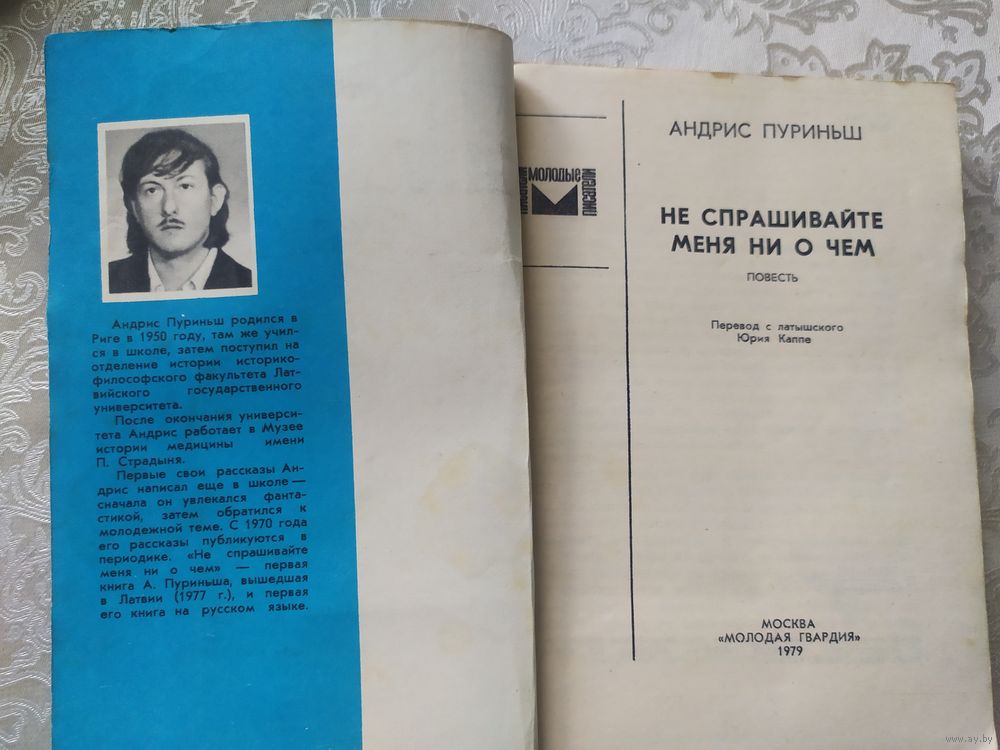 Андрис Пуриньш родился в
Риге в 1950 году, там же учил-
ся в школе, затем поступил на
отделение истории историко-
философского факультета Лат-
вийского государственного
университета.
После окончания универси-
тета Андрис работает в Музее
истории медицины имени
П. Страдыня.
Первые свои рассказы Ан-
дрис написал еще в школе —
сначала он увлекался фанта-
стикой, затем обратился к
молодежной теме. С 1970 года
его рассказы публикуются в
периодике. «Не спрашивайте
меня ни о чем» — первая
книга А. Пуриньша, вышедшая
в Латвии (1977 г.), и первая
его книга на русском языке.
МОЛОДЫЕ
ПИСАТЕЛИ
АНДРИС ПУРИНЬШ
НЕ СПРАШИВАЙТЕ
МЕНЯ НИ О ЧЕМ
ПОВЕСТЬ
Перевод с латышского
Юрия Каппе
МОСКВА
«МОЛОДАЯ ГВАРДИЯ»
1979
www.ay.by